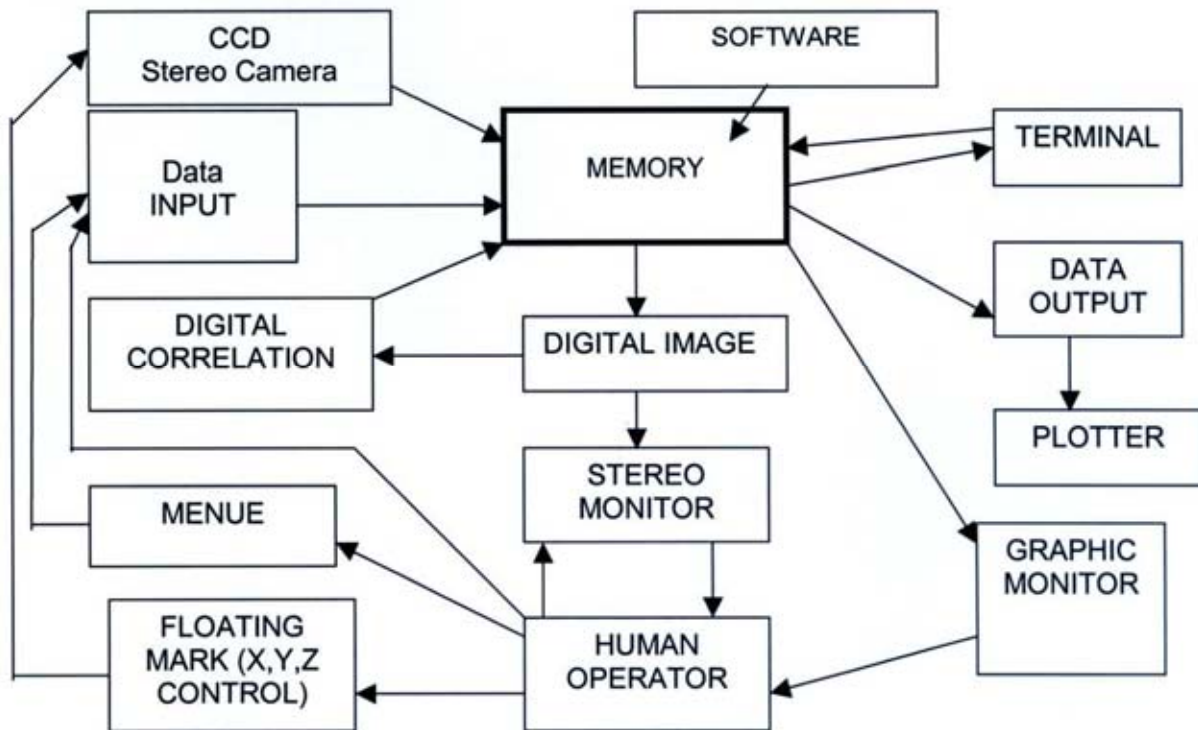 CCD
Stereo Camera
SOFTWARE
Data
INPUT
MEMORY
TERMINAL
DIGITAL
CORRELATION
DIGITAL IMAGE
DATA
OUTPUT
PLOTTER
STEREO
MONITOR
MENUE
GRAPHIC
MONITOR
FLOATING
MARK (X,Y,Z
CONTROL)
HUMAN
OPERATOR